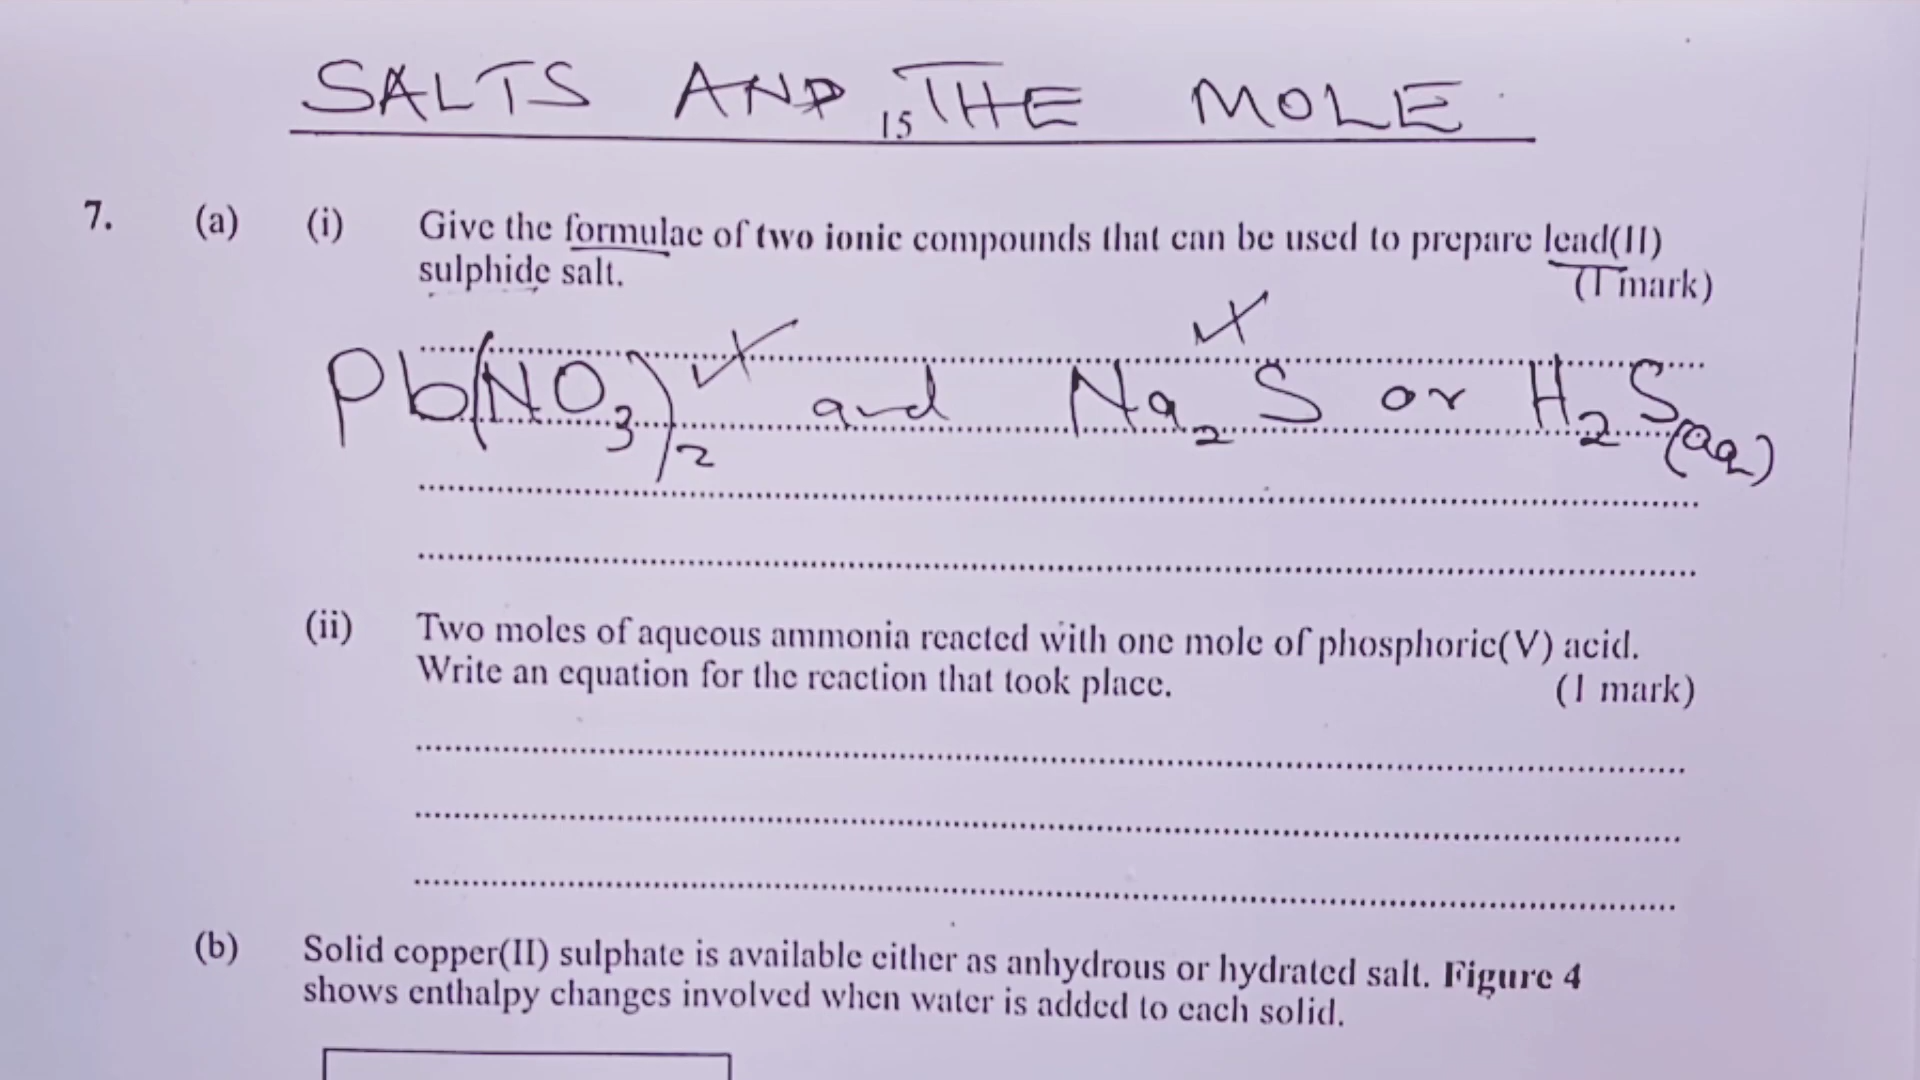 SALTS AND THE MOLE
15
7. (a) (i) Give the formulae of two ionic compounds that can be used to prepare lead(II)
sulphide salt. (1 mark)
Pb(NO3)2 and Na2S or H2S(aq)
(ii) Two moles of aqueous ammonia reacted with one mole of phosphoric(V) acid.
Write an equation for the reaction that took place. (1 mark)
(b) Solid copper(II) sulphate is available either as anhydrous or hydrated salt. Figure 4
shows enthalpy changes involved when water is added to each solid.